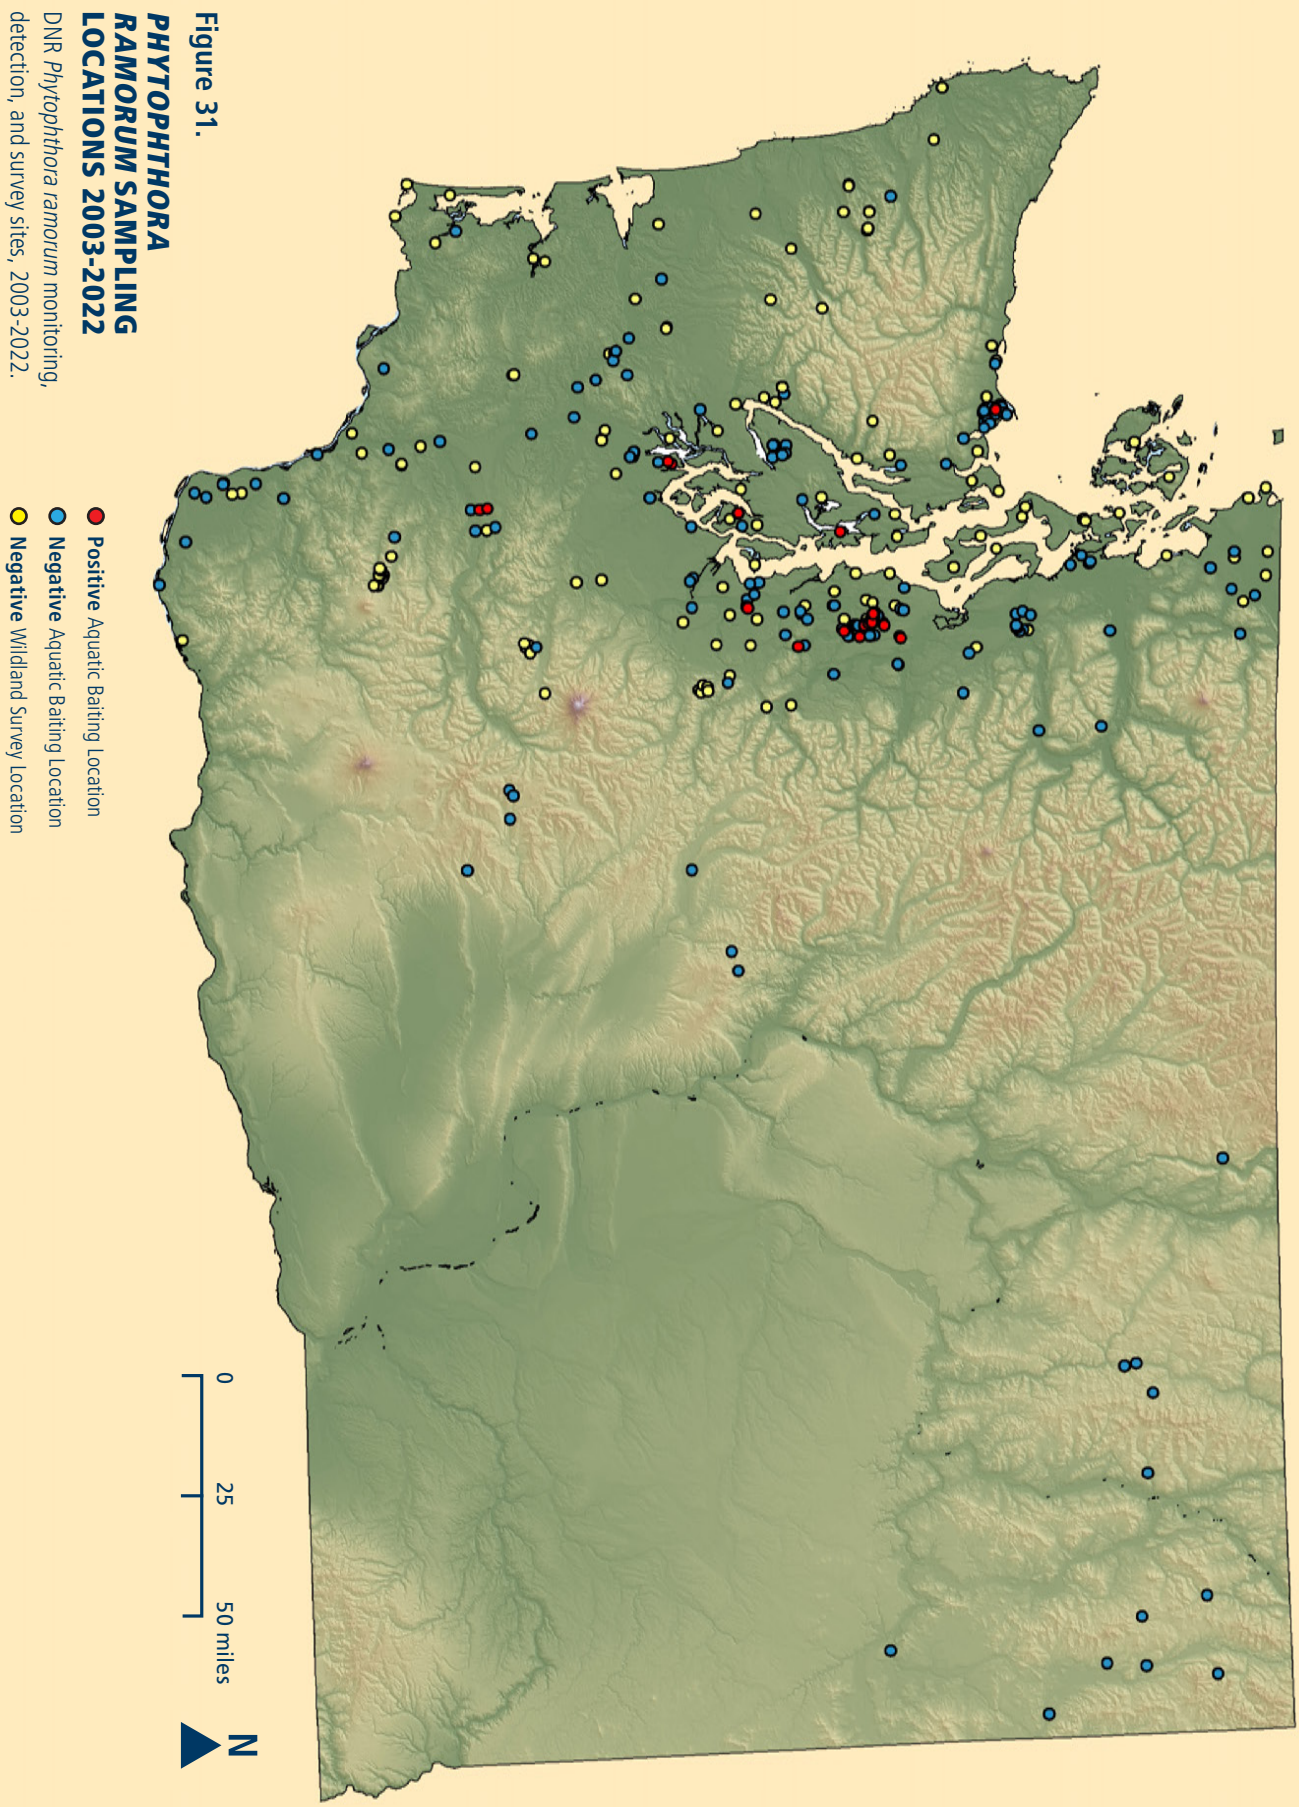 Figure 31.
PHYTOPHTHORA
RAMORUM SAMPLING
LOCATIONS 2003-2022
DNR Phytophthora ramorum monitoring,
detection, and survey sites, 2003-2022.
Positive Aquatic Baiting Location
Negative Aquatic Baiting Location
Negative Wildland Survey Location
0 25 50 miles
N